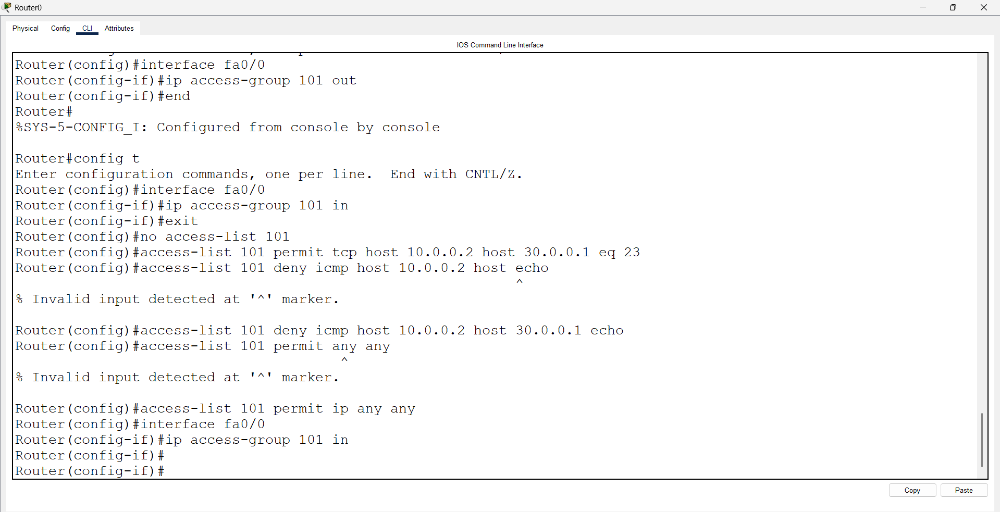 Router0
Physical Config CLI Attributes
IOS Command Line Interface
Router(config)#interface fa0/0
Router(config-if)#ip access-group 101 out
Router(config-if)#end
Router#
%SYS-5-CONFIG_I: Configured from console by console
Router#config t
Enter configuration commands, one per line.  End with CNTL/Z.
Router(config)#interface fa0/0
Router(config-if)#ip access-group 101 in
Router(config-if)#exit
Router(config)#no access-list 101
Router(config)#access-list 101 permit tcp host 10.0.0.2 host 30.0.0.1 eq 23
Router(config)#access-list 101 deny icmp host 10.0.0.2 host echo
^
% Invalid input detected at '^' marker.
Router(config)#access-list 101 deny icmp host 10.0.0.2 host 30.0.0.1 echo
Router(config)#access-list 101 permit any any
^
% Invalid input detected at '^' marker.
Router(config)#access-list 101 permit ip any any
Router(config)#interface fa0/0
Router(config-if)#ip access-group 101 in
Router(config-if)#
Router(config-if)#
Copy Paste